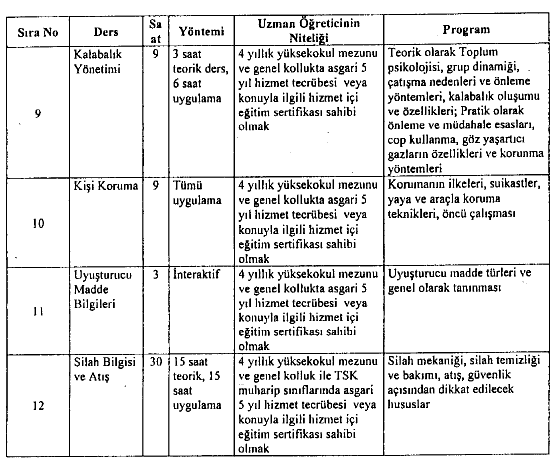 Sıra No
Ders
Sa
at
Yöntemi
Uzman Öğreticinin
Niteliği
Program
9
Kalabalık
Yönetimi
9
3 saat
teorik ders,
6 saat
uygulama
4 yıllık yüksekokul mezunu
ve genel kollukta asgari 5
yıl hizmet tecrübesi veya
konuyla ilgili hizmet içi
eğitim sertifikası sahibi
olmak
Teorik olarak Toplum
psikolojisi, grup dinamiği,
çatışma nedenleri ve önleme
yöntemleri, kalabalık oluşumu
ve özellikleri; Pratik olarak
önleme ve müdahale esasları,
cop kullanma, göz yaşartıcı
gazların özellikleri ve korunma
yöntemleri
10
Kişi Koruma
9
Tümü
uygulama
4 yıllık yüksekokul mezunu
ve genel kollukta asgari 5
yıl hizmet tecrübesi veya
konuyla ilgili hizmet içi
eğitim sertifikası sahibi
olmak
Korumanın ilkeleri, suikastler,
yaya ve araçla koruma
teknikleri, öncü çalışması
11
Uyuşturucu
Madde
Bilgileri
3
İnteraktif
4 yıllık yüksekokul mezunu
ve genel kollukta asgari 5
yıl hizmet tecrübesi veya
konuyla ilgili hizmet içi
eğitim sertifikası sahibi
olmak
Uyuşturucu madde türleri ve
genel olarak tanınması
12
Silah Bilgisi
ve Atış
30
15 saat
teorik, 15
saat
uygulama
4 yıllık yüksekokul mezunu
ve genel kolluk ile TSK
muharip sınıflarında asgari
5 yıl hizmet tecrübesi veya
konuyla ilgili hizmet içi
eğitim sertifikası sahibi
olmak
Silah mekaniği, silah temizliği
ve bakımı, atış, güvenlik
açısından dikkat edilecek
hususlar